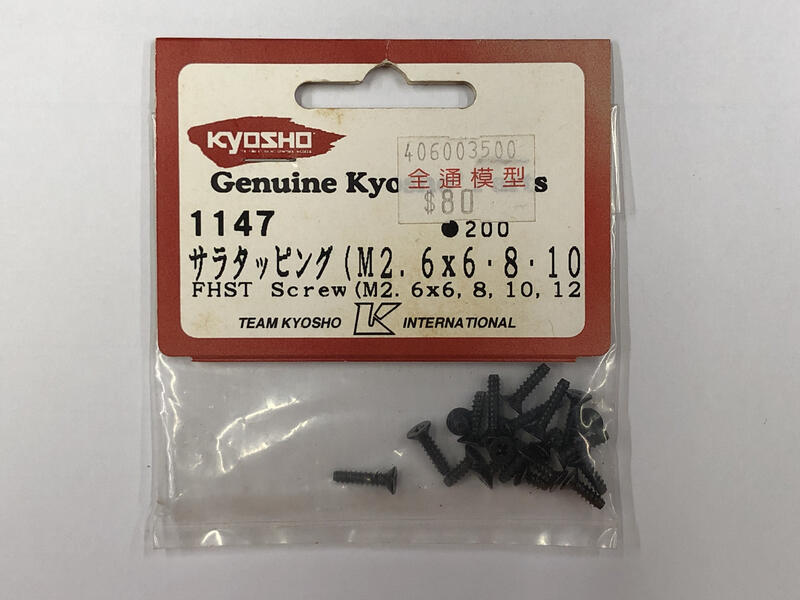 KYOSHO
406003500
Genuine Kyo s
全通模型
$80
1147
●200
サラタッピング(M2.6x6・8・10
FHST Screw(M2.6x6, 8, 10, 12
TEAM KYOSHO K INTERNATIONAL